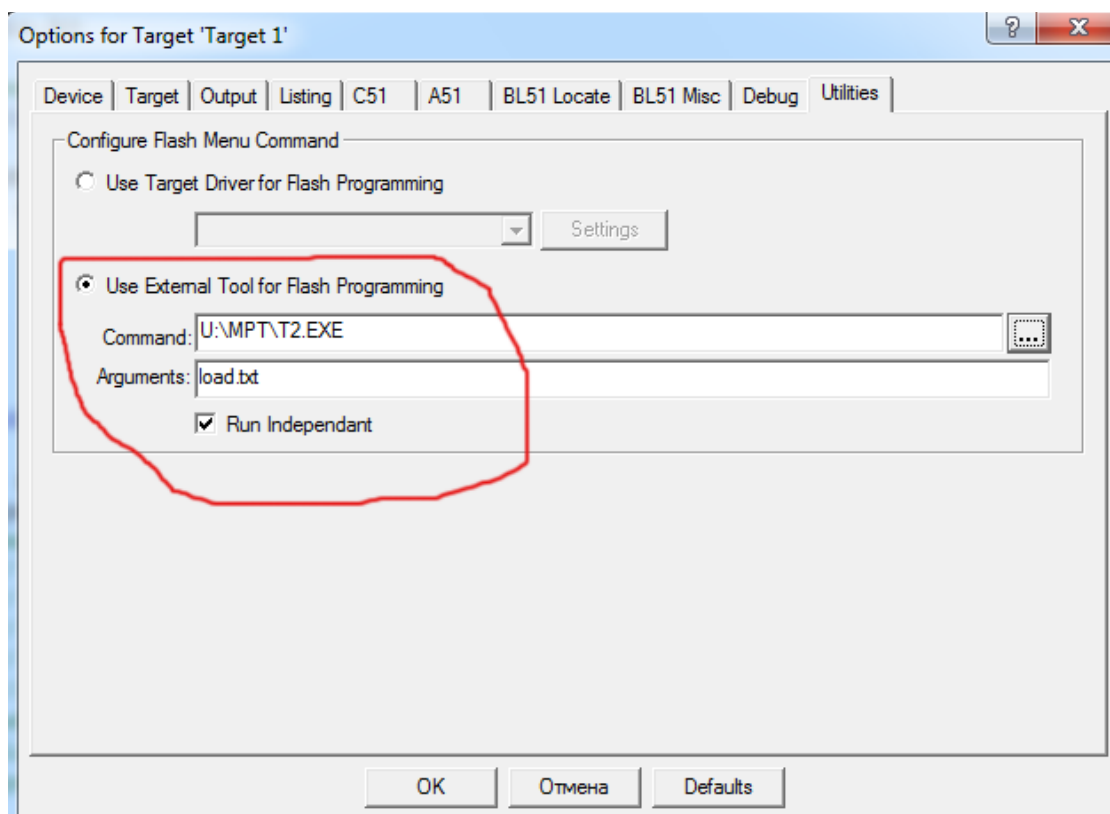 Options for Target 'Target 1'
Device Target Output Listing C51 A51 BL51 Locate BL51 Misc Debug Utilities
Configure Flash Menu Command
Use Target Driver for Flash Programming
Settings
Use External Tool for Flash Programming
Command: U:\MPT\T2.EXE ...
Arguments: load.txt
Run Independant
OK Отмена Defaults